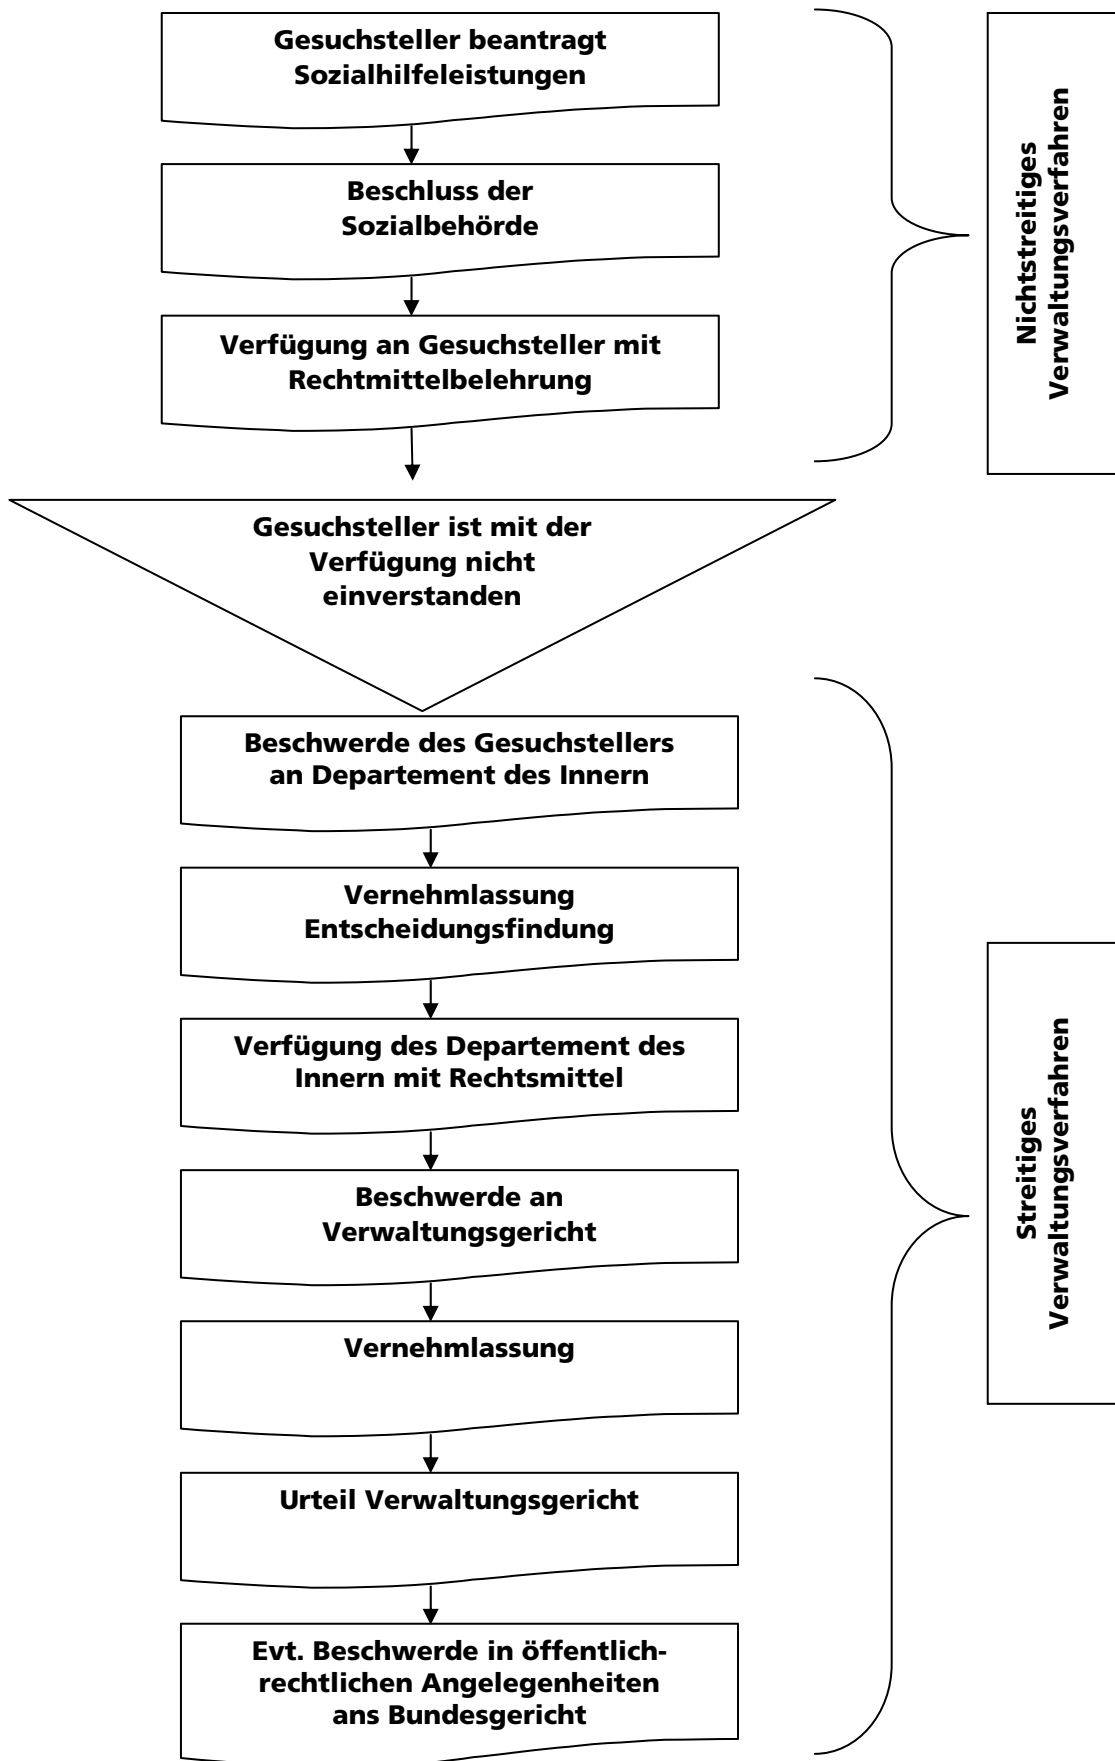 Gesuchsteller beantragt
Sozialhilfeleistungen
Beschluss der
Sozialbehörde
Verfügung an Gesuchsteller mit
Rechtmittelbelehrung
Nichtstreitiges
Verwaltungsverfahren
Gesuchsteller ist mit der
Verfügung nicht
einverstanden
Beschwerde des Gesuchstellers
an Departement des Innern
Vernehmlassung
Entscheidungsfindung
Verfügung des Departement des
Innern mit Rechtsmittel
Beschwerde an
Verwaltungsgericht
Vernehmlassung
Urteil Verwaltungsgericht
Evt. Beschwerde in öffentlich-
rechtlichen Angelegenheiten
ans Bundesgericht
Streitiges
Verwaltungsverfahren